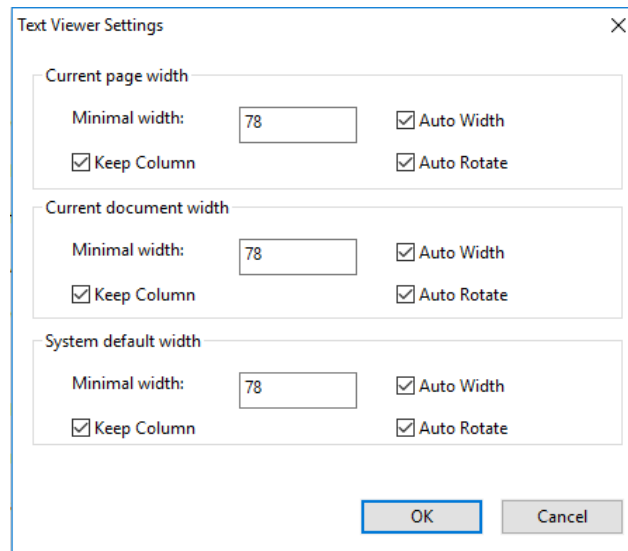 Text Viewer Settings
Current page width
Minimal width: 78 Auto Width
Keep Column Auto Rotate
Current document width
Minimal width: 78 Auto Width
Keep Column Auto Rotate
System default width
Minimal width: 78 Auto Width
Keep Column Auto Rotate
OK Cancel